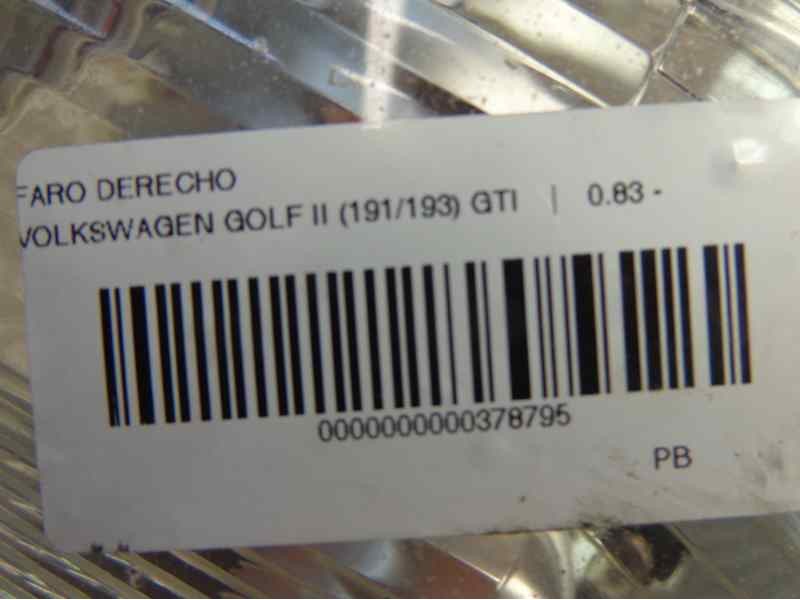 FARO DERECHO
VOLKSWAGEN GOLF II (191/193) GTI | 0.83 -
0000000000378795
PB